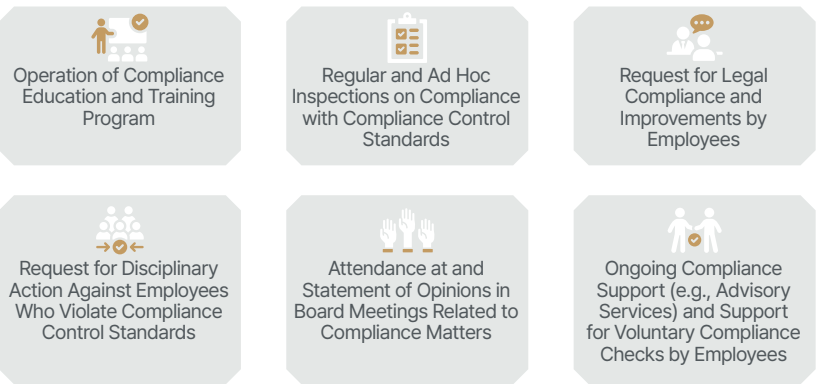 Operation of Compliance
Education and Training
Program
Regular and Ad Hoc
Inspections on Compliance
with Compliance Control
Standards
Request for Legal
Compliance and
Improvements by
Employees
Request for Disciplinary
Action Against Employees
Who Violate Compliance
Control Standards
Attendance at and
Statement of Opinions in
Board Meetings Related to
Compliance Matters
Ongoing Compliance
Support (e.g., Advisory
Services) and Support
for Voluntary Compliance
Checks by Employees